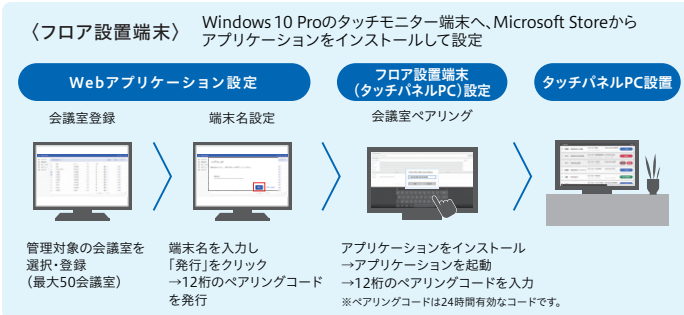 〈フロア設置端末〉
Windows 10 Proのタッチモニター端末へ、Microsoft Storeから
アプリケーションをインストールして設定
Webアプリケーション設定
フロア設置端末
（タッチパネルPC）設定
タッチパネルPC設置
会議室登録
端末名設定
会議室ペアリング
管理対象の会議室を
選択・登録
（最大50会議室）
端末名を入力し
「発行」をクリック
→12桁のペアリングコード
を発行
アプリケーションをインストール
→アプリケーションを起動
→12桁のペアリングコードを入力
※ペアリングコードは24時間有効なコードです。